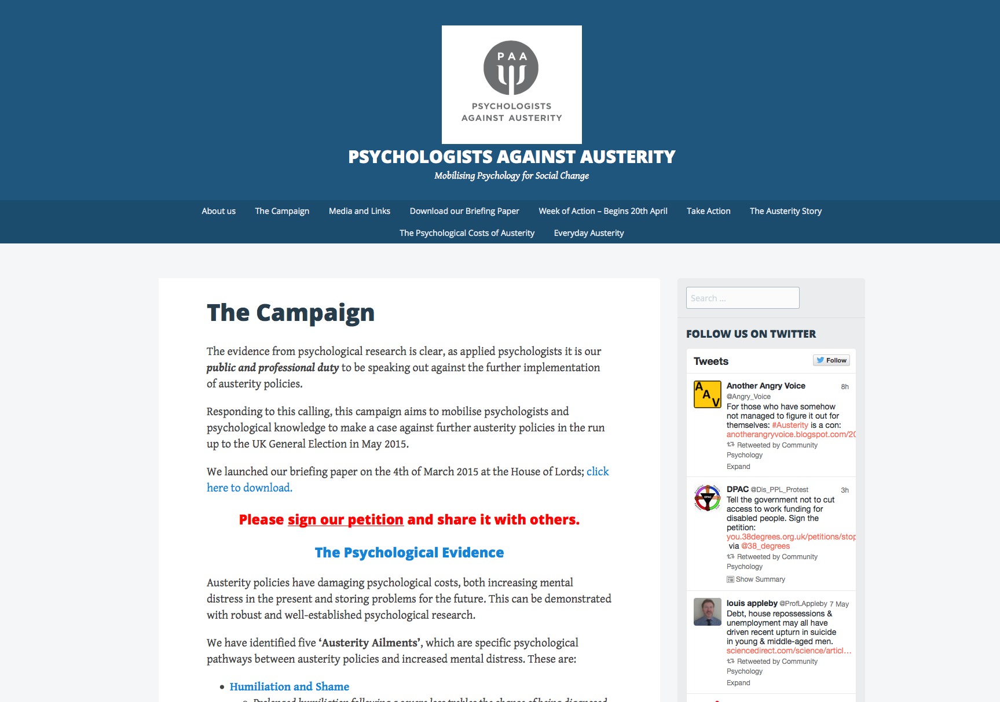 PAA
PSYCHOLOGISTS
AGAINST AUSTERITY
PSYCHOLOGISTS AGAINST AUSTERITY
Mobilising Psychology for Social Change
About us The Campaign Media and Links Download our Briefing Paper Week of Action – Begins 20th April Take Action The Austerity Story
The Psychological Costs of Austerity Everyday Austerity
The Campaign
The evidence from psychological research is clear, as applied psychologists it is our
public and professional duty to be speaking out against the further implementation
of austerity policies.
Responding to this calling, this campaign aims to mobilise psychologists and
psychological knowledge to make a case against further austerity policies in the run
up to the UK General Election in May 2015.
We launched our briefing paper on the 4th of March 2015 at the House of Lords; click
here to download.
Please sign our petition and share it with others.
The Psychological Evidence
Austerity policies have damaging psychological costs, both increasing mental
distress in the present and storing problems for the future. This can be demonstrated
with robust and well-established psychological research.
We have identified five ‘Austerity Ailments’, which are specific psychological
pathways between austerity policies and increased mental distress. These are:
Humiliation and Shame
Prolonged humiliation following a severe loss trebles the chance of being diagnosed
Search ...
FOLLOW US ON TWITTER
Tweets
Follow
Another Angry Voice 8h
@Angry_Voice
For those who have somehow
not managed to figure it out for
themselves: #Austerity is a con:
anotherangryvoice.blogspot.com/20
Retweeted by Community
Psychology
Expand
DPAC @Dis_PPL_Protest 3h
Tell the government not to cut
access to work funding for
disabled people. Sign the
petition:
you.38degrees.org.uk/petitions/stop
via @38_degrees
Retweeted by Community
Psychology
Show Summary
louis appleby @ProfLAppleby 7 May
Debt, house repossessions &
unemployment may all have
driven recent upturn in suicide
in young & middle-aged men.
sciencedirect.com/science/articl…
Retweeted by Community
Psychology
Expand